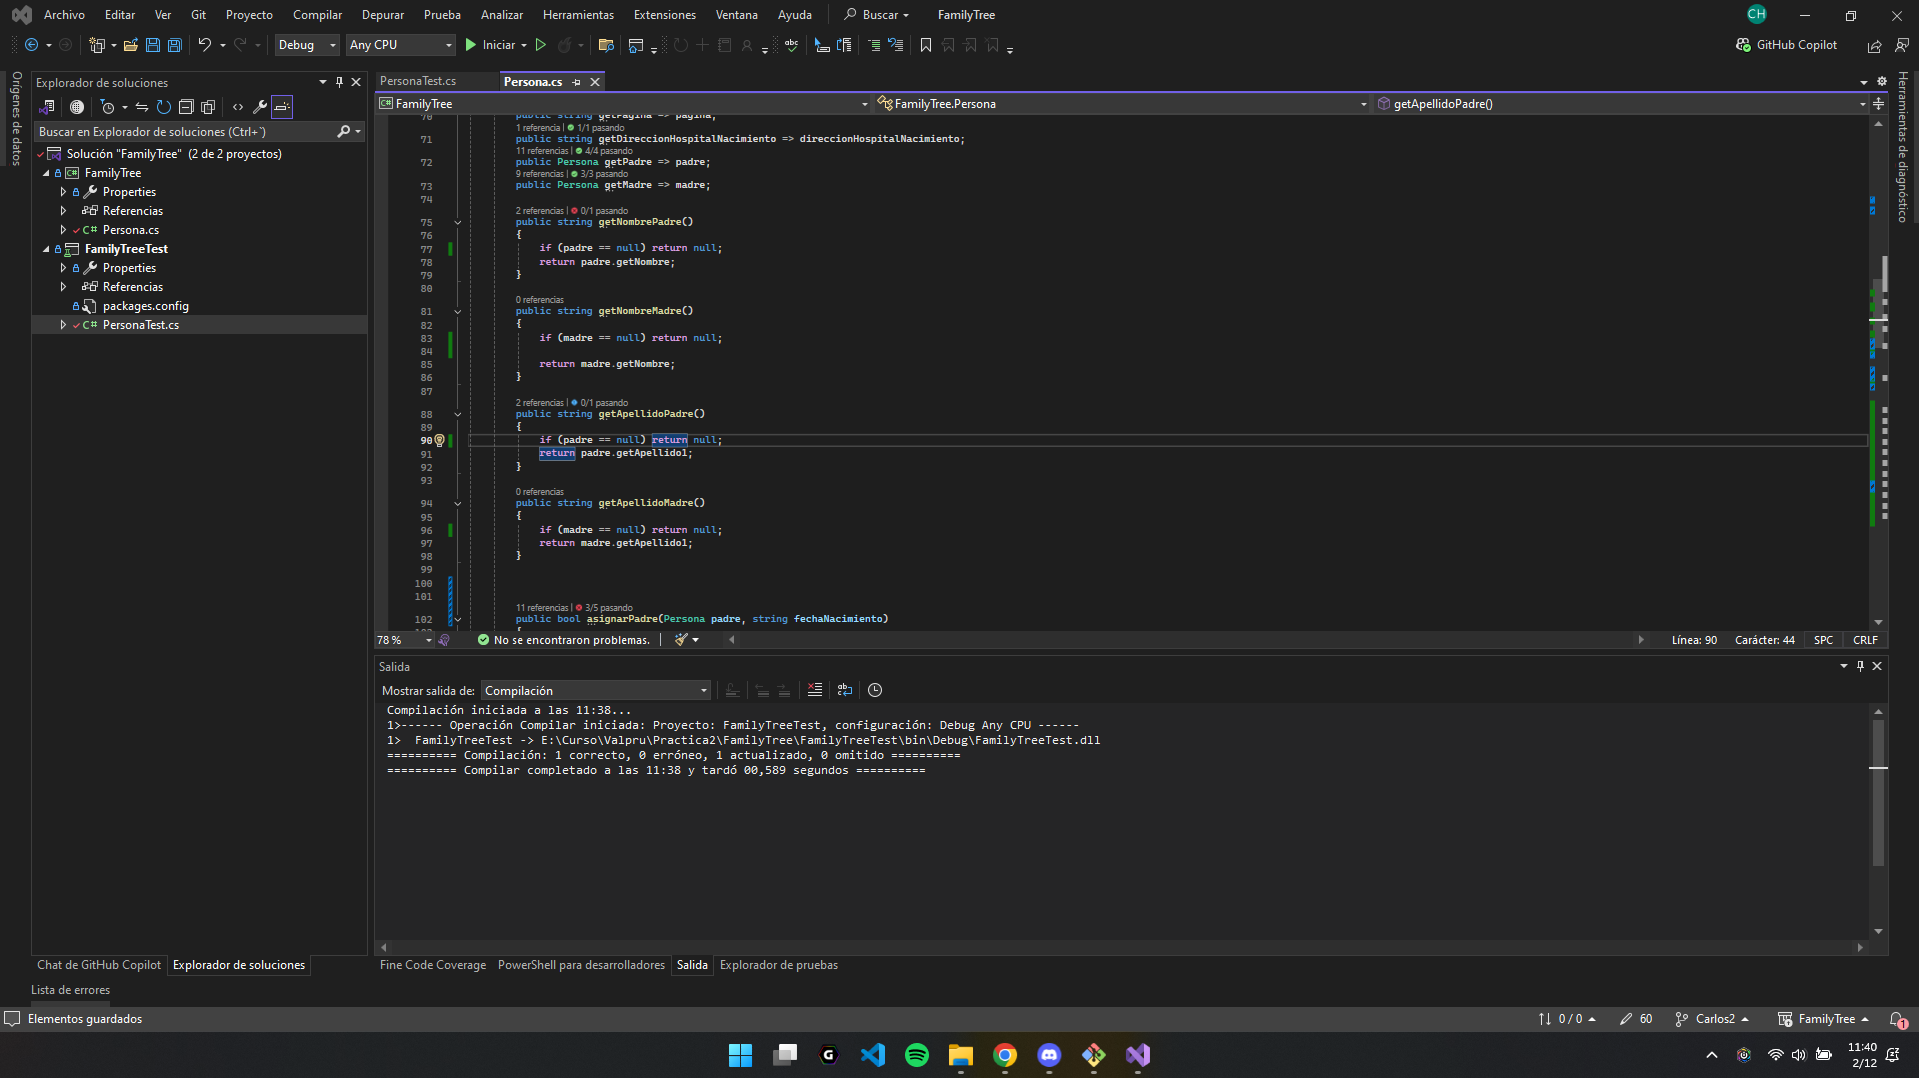 Archivo Editar Ver Git Proyecto Compilar Depurar Prueba Analizar Herramientas Extensiones Ventana Ayuda Buscar FamilyTree CH
Debug Any CPU Iniciar GitHub Copilot
Orígenes de datos
Explorador de soluciones
Buscar en Explorador de soluciones (Ctrl+`)
Solución "FamilyTree" (2 de 2 proyectos)
FamilyTree
Properties
Referencias
C# Persona.cs
FamilyTreeTest
Properties
Referencias
packages.config
C# PersonaTest.cs
PersonaTest.cs Persona.cs
FamilyTree FamilyTree.Persona getApellidoPadre()
70 public string getPagina => pagina;
1 referencia | 1/1 pasando
71 public string getDireccionHospitalNacimiento => direccionHospitalNacimiento;
11 referencias | 4/4 pasando
72 public Persona getPadre => padre;
9 referencias | 3/3 pasando
73 public Persona getMadre => madre;
74
2 referencias | 0/1 pasando
75 public string getNombrePadre()
76 {
77 if (padre == null) return null;
78 return padre.getNombre;
79 }
80
0 referencias
81 public string getNombreMadre()
82 {
83 if (madre == null) return null;
84
85 return madre.getNombre;
86 }
87
2 referencias | 0/1 pasando
88 public string getApellidoPadre()
89 {
90 if (padre == null) return null;
91 return padre.getApellido1;
92 }
93
0 referencias
94 public string getApellidoMadre()
95 {
96 if (madre == null) return null;
97 return madre.getApellido1;
98 }
99
100
101
11 referencias | 3/5 pasando
102 public bool asignarPadre(Persona padre, string fechaNacimiento)
78 % No se encontraron problemas. Línea: 90 Carácter: 44 SPC CRLF
Herramientas de diagnóstico
Salida
Mostrar salida de: Compilación
Compilación iniciada a las 11:38...
1>------ Operación Compilar iniciada: Proyecto: FamilyTreeTest, configuración: Debug Any CPU ------
1> FamilyTreeTest -> E:\Curso\Valpru\Practica2\FamilyTree\FamilyTreeTest\bin\Debug\FamilyTreeTest.dll
========== Compilación: 1 correcto, 0 erróneo, 1 actualizado, 0 omitido ==========
========== Compilar completado a las 11:38 y tardó 00,589 segundos ==========
Chat de GitHub Copilot Explorador de soluciones
Fine Code Coverage PowerShell para desarrolladores Salida Explorador de pruebas
Lista de errores
Elementos guardados 0 / 0 60 Carlos2 FamilyTree 1
11:40
2/12